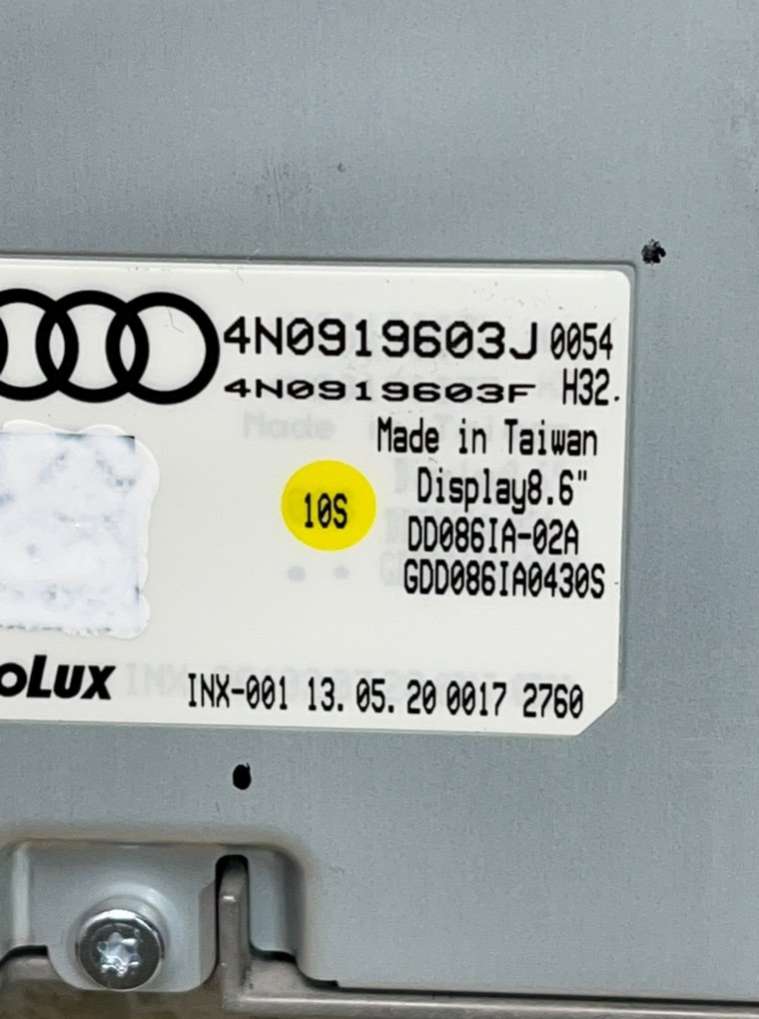 4N0919603J 0054
4N0919603F H32.
Made in Taiwan
Display8.6"
10S
DD086IA-02A
GDD086IA0430S
oLux
INX-001 13.05.20 0017 2760